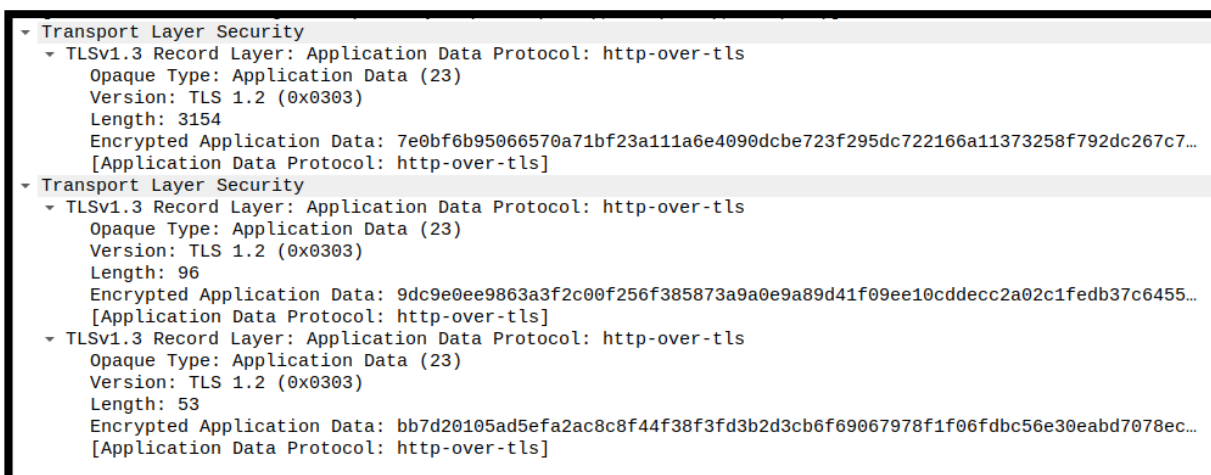 Transport Layer Security
TLSv1.3 Record Layer: Application Data Protocol: http-over-tls
Opaque Type: Application Data (23)
Version: TLS 1.2 (0x0303)
Length: 3154
Encrypted Application Data: 7e0bf6b95066570a71bf23a111a6e4090dcbe723f295dc722166a11373258f792dc267c7…
[Application Data Protocol: http-over-tls]
Transport Layer Security
TLSv1.3 Record Layer: Application Data Protocol: http-over-tls
Opaque Type: Application Data (23)
Version: TLS 1.2 (0x0303)
Length: 96
Encrypted Application Data: 9dc9e0ee9863a3f2c00f256f385873a9a0e9a89d41f09ee10cddecc2a02c1fedb37c6455…
[Application Data Protocol: http-over-tls]
TLSv1.3 Record Layer: Application Data Protocol: http-over-tls
Opaque Type: Application Data (23)
Version: TLS 1.2 (0x0303)
Length: 53
Encrypted Application Data: bb7d20105ad5efa2ac8c8f44f38f3fd3b2d3cb6f69067978f1f06fdbc56e30eabd7078ec…
[Application Data Protocol: http-over-tls]